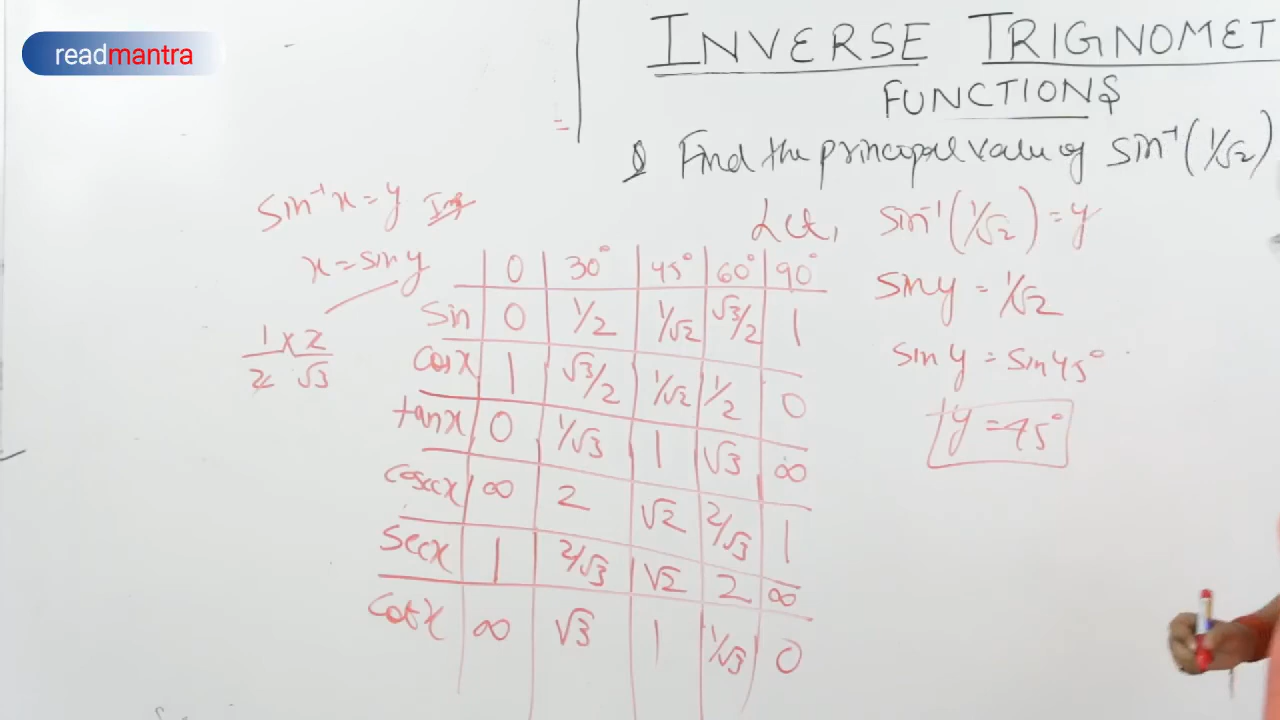 readmantra
INVERSE TRIGNOMET
FUNCTIONS
Q Find the principal value of sin⁻¹(1/√2)
sin⁻¹x = y
x = sin y
1/2 × 2/√3
0 30° 45° 60° 90°
sin 0 1/2 1/√2 √3/2 1
cosx 1 √3/2 1/√2 1/2 0
tanx 0 1/√3 1 √3 ∞
cosecx ∞ 2 √2 2/√3 1
secx 1 2/√3 √2 2 ∞
cotx ∞ √3 1 1/√3 0
Let, sin⁻¹(1/√2) = y
sin y = 1/√2
sin y = sin 45°
y = 45°